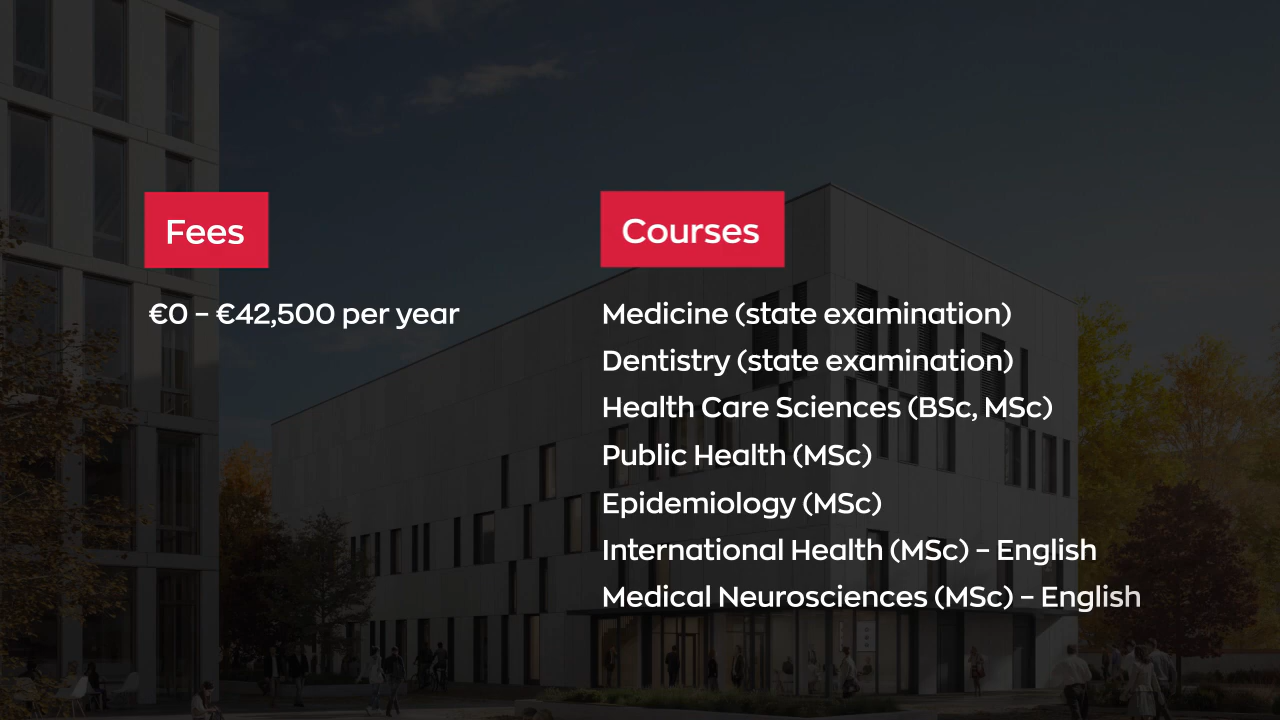 Fees
€0 – €42,500 per year
Courses
Medicine (state examination)
Dentistry (state examination)
Health Care Sciences (BSc, MSc)
Public Health (MSc)
Epidemiology (MSc)
International Health (MSc) – English
Medical Neurosciences (MSc) – English